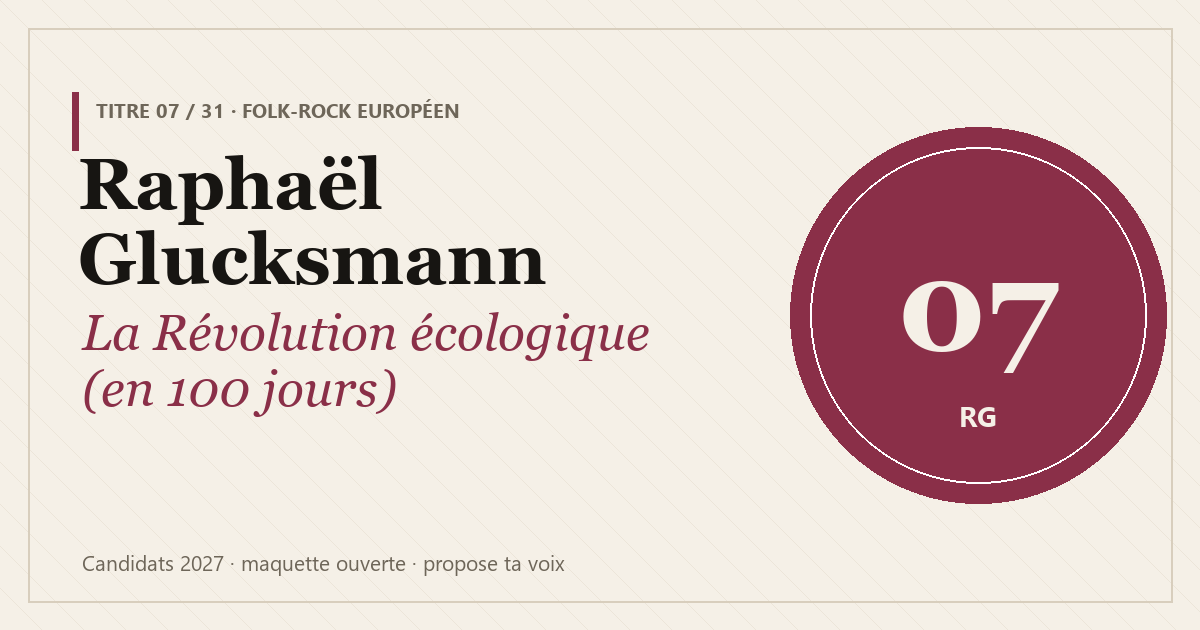 TITRE 07 / 31 · FOLK-ROCK EUROPÉEN
Raphaël
Glucksmann
La Révolution écologique
(en 100 jours)
07
RG
Candidats 2027 · maquette ouverte · propose ta voix